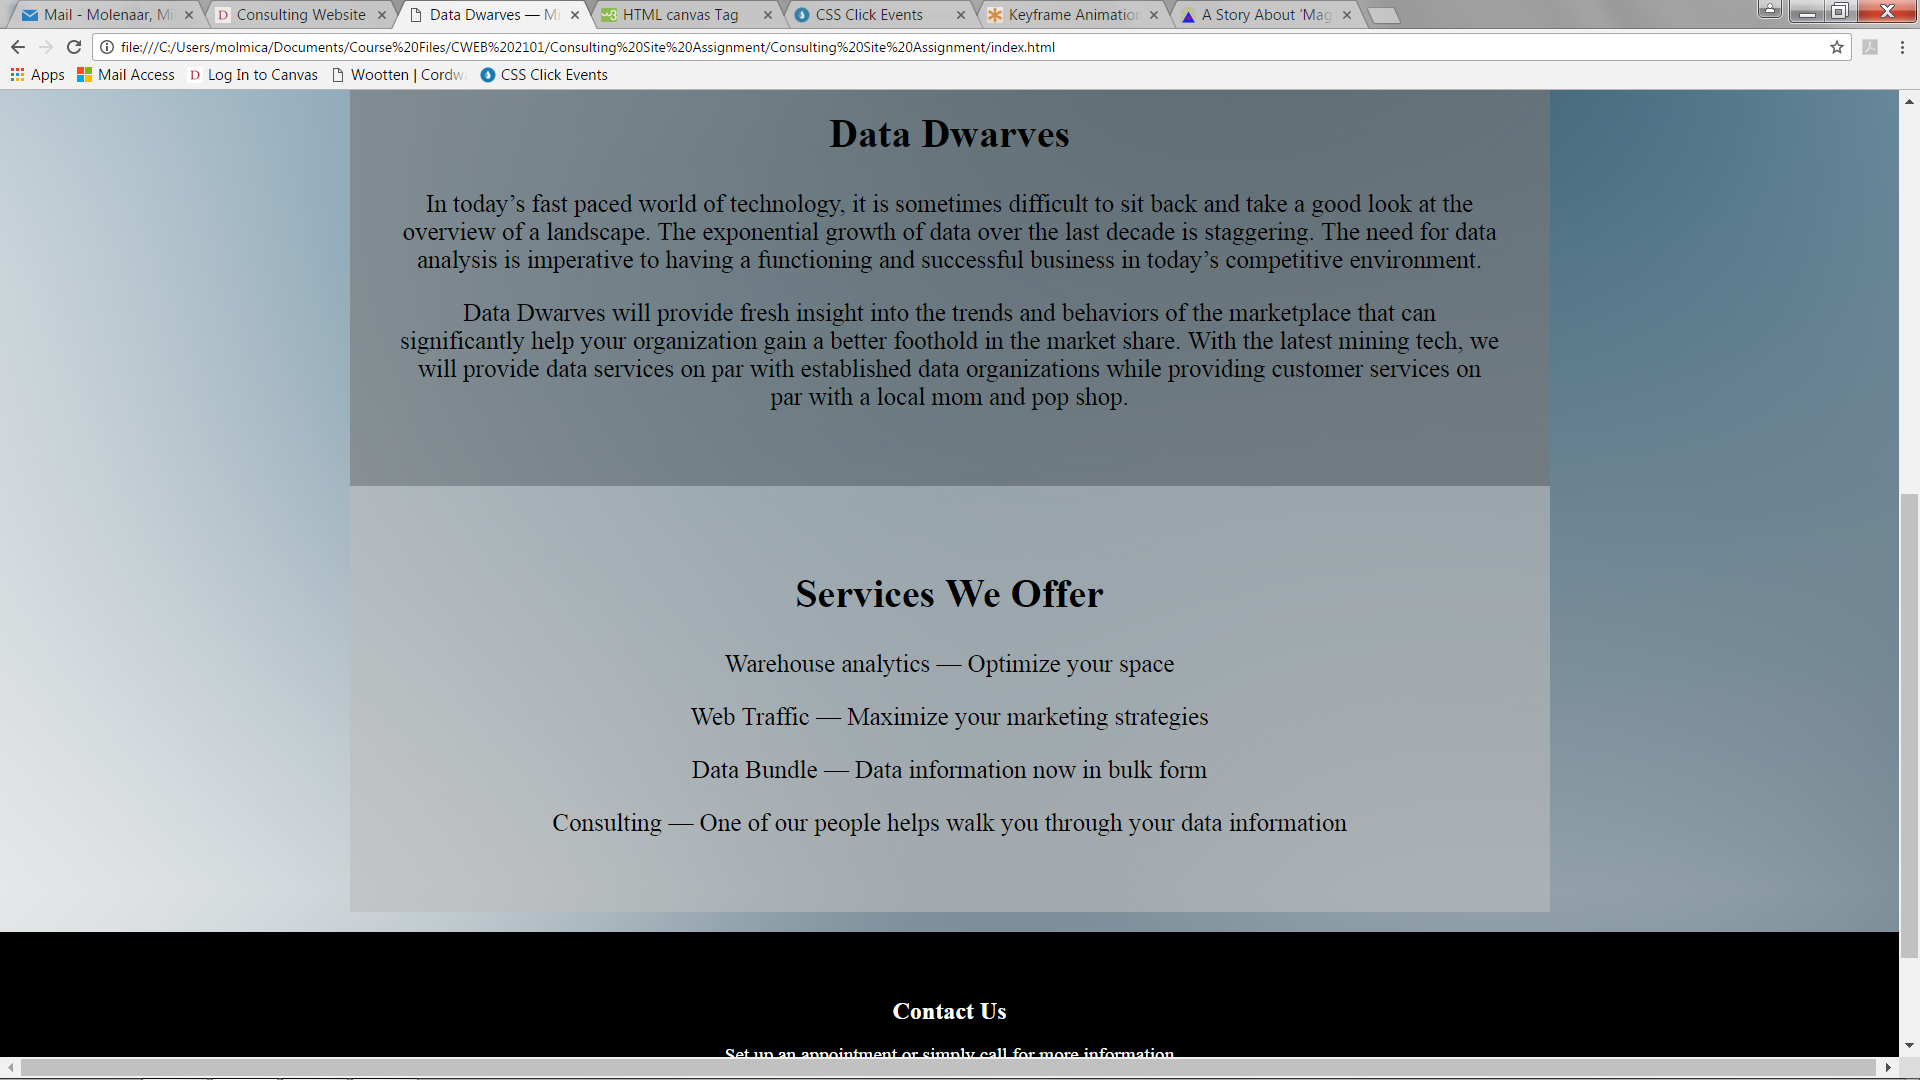 Mail - Molenaar, Mi
Consulting Website
Data Dwarves — Mi
HTML canvas Tag
CSS Click Events
Keyframe Animation
A Story About ‘Mag
file:///C:/Users/molmica/Documents/Course%20Files/CWEB%202101/Consulting%20Site%20Assignment/Consulting%20Site%20Assignment/index.html
Apps Mail Access D Log In to Canvas Wootten | Cordwa CSS Click Events
Data Dwarves
In today’s fast paced world of technology, it is sometimes difficult to sit back and take a good look at the
overview of a landscape. The exponential growth of data over the last decade is staggering. The need for data
analysis is imperative to having a functioning and successful business in today’s competitive environment.
Data Dwarves will provide fresh insight into the trends and behaviors of the marketplace that can
significantly help your organization gain a better foothold in the market share. With the latest mining tech, we
will provide data services on par with established data organizations while providing customer services on
par with a local mom and pop shop.
Services We Offer
Warehouse analytics — Optimize your space
Web Traffic — Maximize your marketing strategies
Data Bundle — Data information now in bulk form
Consulting — One of our people helps walk you through your data information
Contact Us
Set up an appointment or simply call for more information